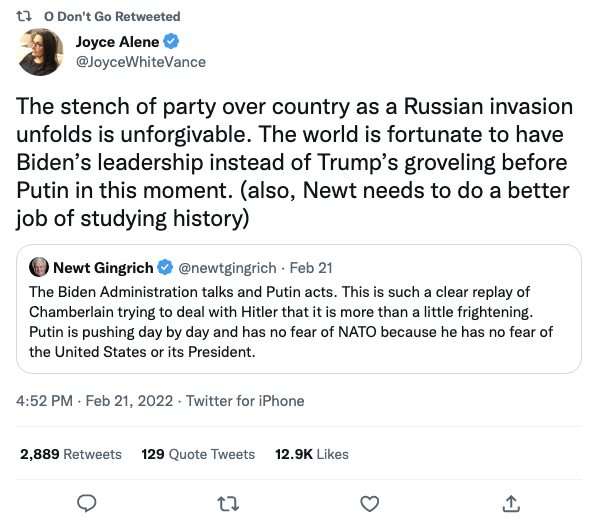 O Don't Go Retweeted
Joyce Alene
@JoyceWhiteVance
The stench of party over country as a Russian invasion
unfolds is unforgivable. The world is fortunate to have
Biden’s leadership instead of Trump’s groveling before
Putin in this moment. (also, Newt needs to do a better
job of studying history)
Newt Gingrich @newtgingrich · Feb 21
The Biden Administration talks and Putin acts. This is such a clear replay of
Chamberlain trying to deal with Hitler that it is more than a little frightening.
Putin is pushing day by day and has no fear of NATO because he has no fear of
the United States or its President.
4:52 PM · Feb 21, 2022 · Twitter for iPhone
2,889 Retweets 129 Quote Tweets 12.9K Likes